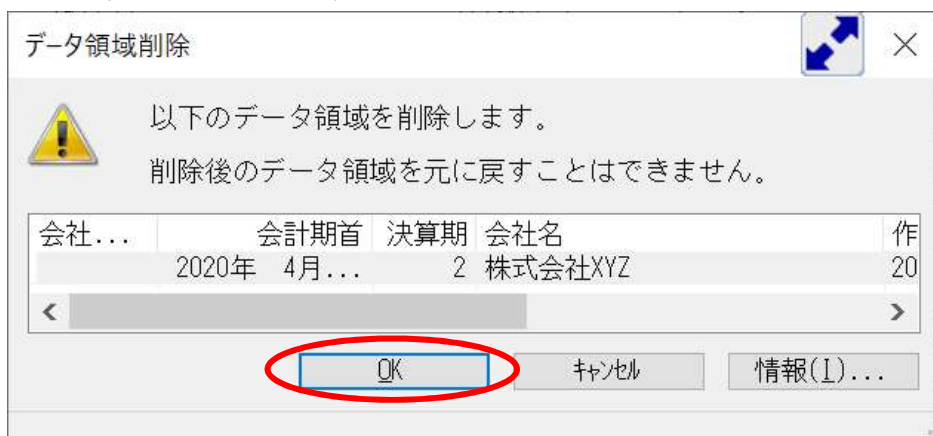 データ領域削除
以下のデータ領域を削除します。
削除後のデータ領域を元に戻すことはできません。
会社... 会計期首 決算期 会社名 作
2020年 4月... 2 株式会社XYZ 20
OK キャンセル 情報(I)...